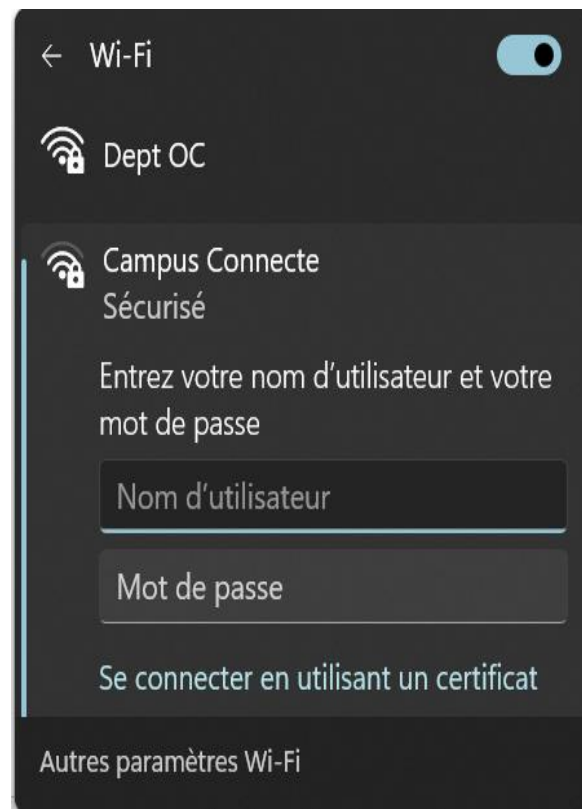 Wi-Fi
Dept OC
Campus Connecte
Sécurisé
Entrez votre nom d’utilisateur et votre
mot de passe
Nom d’utilisateur
Mot de passe
Se connecter en utilisant un certificat
Autres paramètres Wi-Fi